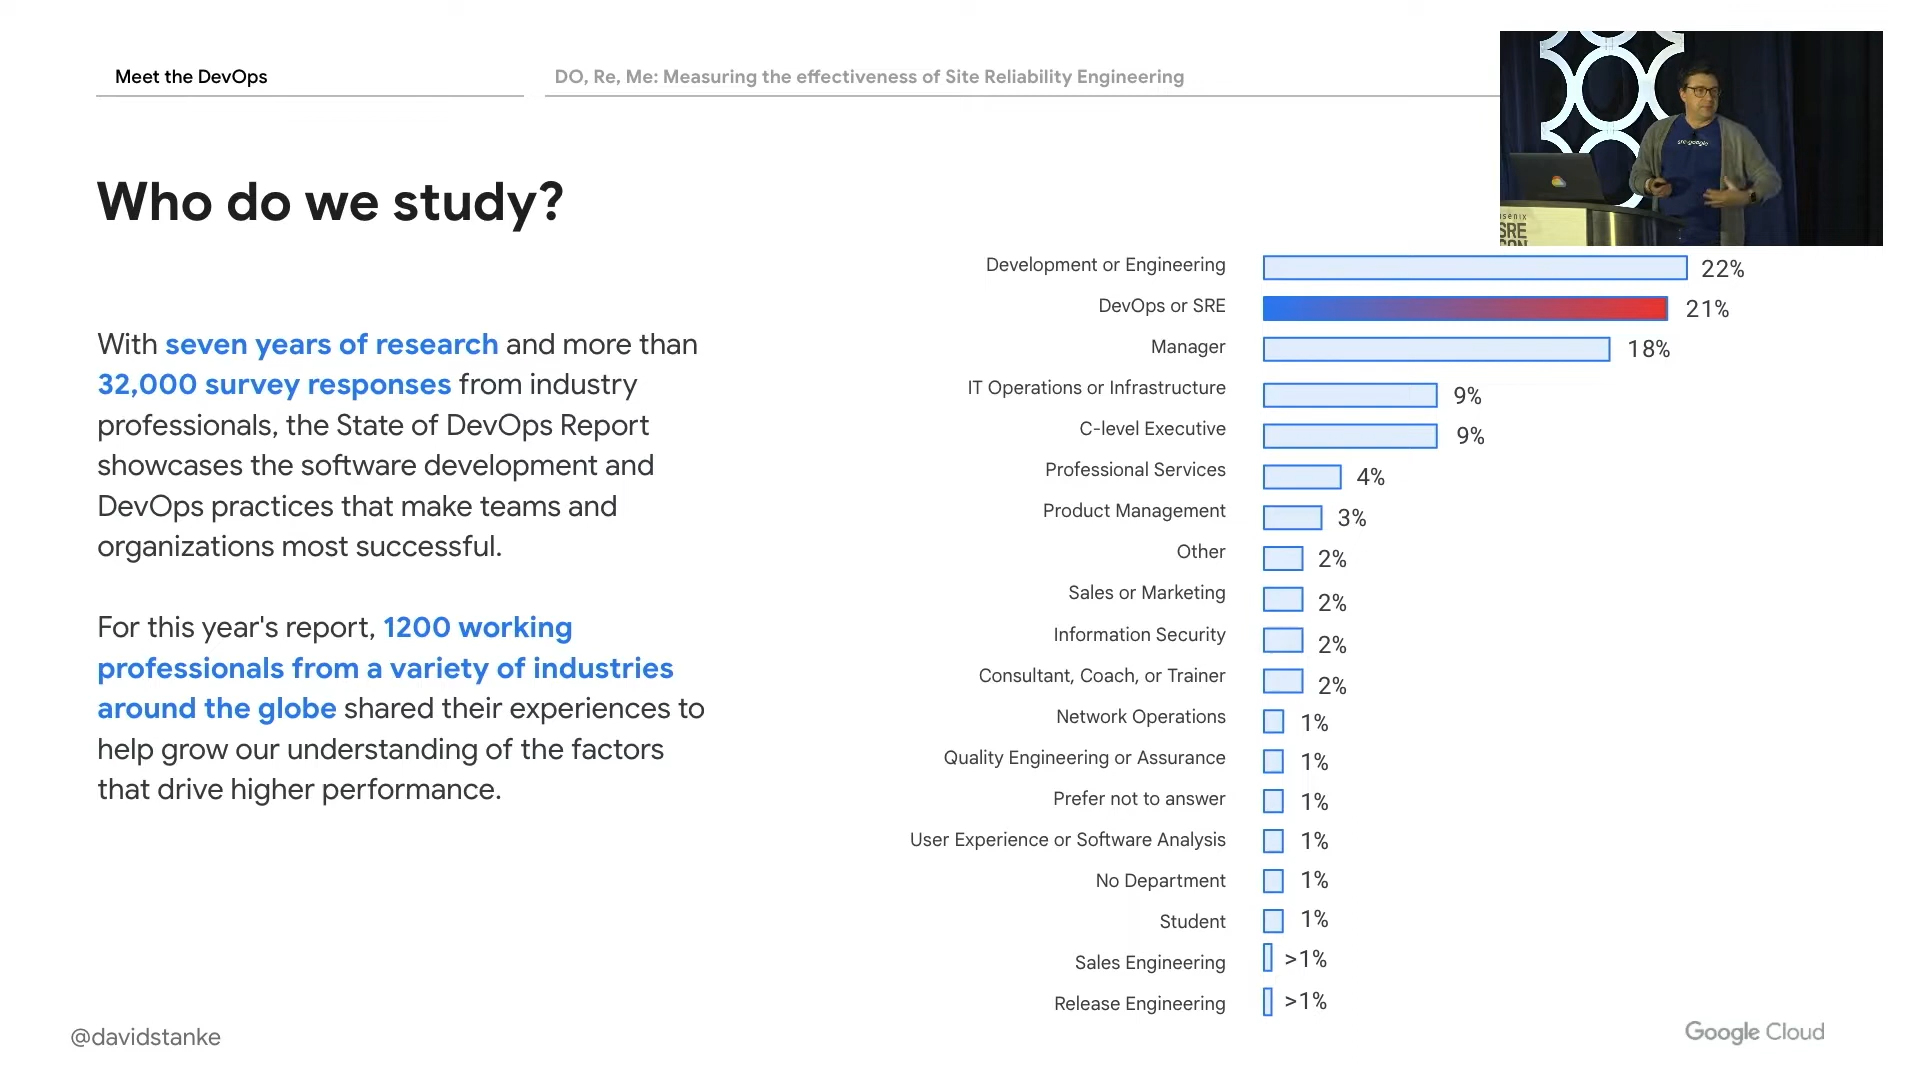 Meet the DevOps
DO, Re, Me: Measuring the effectiveness of Site Reliability Engineering
sre.google
SRE
Who do we study?
With seven years of research and more than
32,000 survey responses from industry
professionals, the State of DevOps Report
showcases the software development and
DevOps practices that make teams and
organizations most successful.
For this year's report, 1200 working
professionals from a variety of industries
around the globe shared their experiences to
help grow our understanding of the factors
that drive higher performance.
Development or Engineering 22%
DevOps or SRE 21%
Manager 18%
IT Operations or Infrastructure 9%
C-level Executive 9%
Professional Services 4%
Product Management 3%
Other 2%
Sales or Marketing 2%
Information Security 2%
Consultant, Coach, or Trainer 2%
Network Operations 1%
Quality Engineering or Assurance 1%
Prefer not to answer 1%
User Experience or Software Analysis 1%
No Department 1%
Student 1%
Sales Engineering >1%
Release Engineering >1%
@davidstanke
Google Cloud